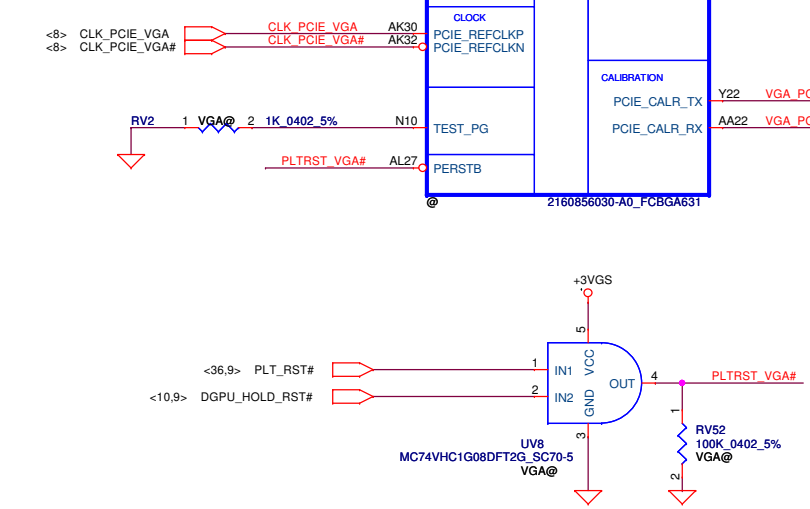 CLOCK
<8> CLK_PCIE_VGA CLK_PCIE_VGA AK30 PCIE_REFCLKP
<8> CLK_PCIE_VGA# CLK_PCIE_VGA# AK32 PCIE_REFCLKN
CALIBRATION
PCIE_CALR_TX Y22 VGA_PC
RV2 1 VGA@ 2 1K_0402_5% N10 TEST_PG
PCIE_CALR_RX AA22 VGA_PC
PLTRST_VGA# AL27 PERSTB
@ 2160856030-A0_FCBGA631
+3VGS
5
<36,9> PLT_RST# 1 IN1 VCC
OUT 4 PLTRST_VGA#
<10,9> DGPU_HOLD_RST# 2 IN2 GND
3
1
RV52
100K_0402_5%
VGA@
2
UV8
MC74VHC1G08DFT2G_SC70-5
VGA@